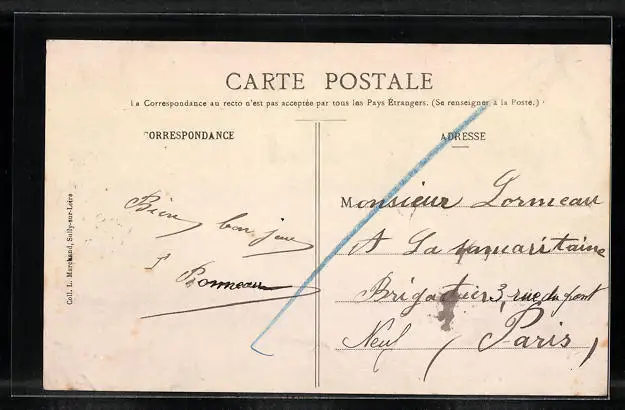 CARTE POSTALE
La Correspondance au recto n'est pas acceptée par tous les Pays Étrangers. (Se renseigner à la Poste.)
CORRESPONDANCE
ADRESSE
Coll. L. Marchand, Sully-sur-Loire
Bien bon jour
Bonneau
Monsieur Lormeau
A La samaritaine
Brigadier 3, rue du pont
Neuf (Paris)